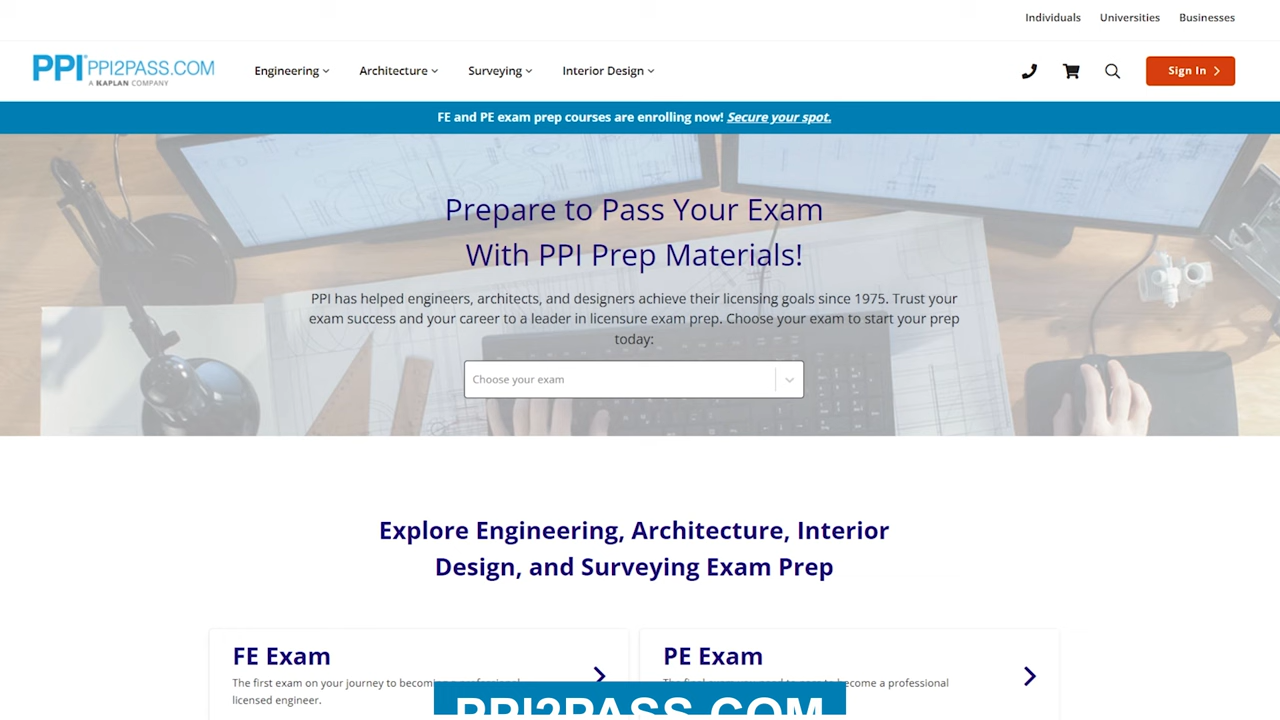 Individuals Universities Businesses
PPI® PPI2PASS.COM
A KAPLAN COMPANY
Engineering Architecture Surveying Interior Design
Sign In
FE and PE exam prep courses are enrolling now! Secure your spot.
Prepare to Pass Your Exam
With PPI Prep Materials!
PPI has helped engineers, architects, and designers achieve their licensing goals since 1975. Trust your
exam success and your career to a leader in licensure exam prep. Choose your exam to start your prep
today:
Choose your exam
Explore Engineering, Architecture, Interior
Design, and Surveying Exam Prep
FE Exam
The first exam on your journey to becoming a professional
licensed engineer.
PE Exam
become a professional
PPI2PASS.COM